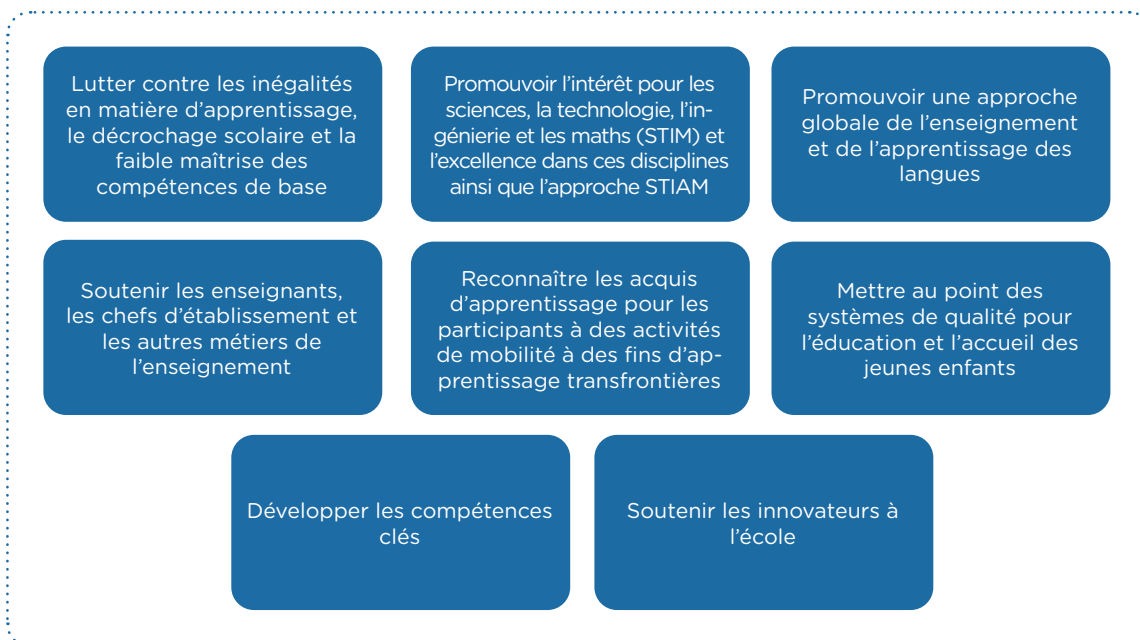 Lutter contre les inégalités
en matière d'apprentissage,
le décrochage scolaire et la
faible maîtrise des
compétences de base
Promouvoir l'intérêt pour les
sciences, la technologie, l'in-
génierie et les maths (STIM) et
l'excellence dans ces disciplines
ainsi que l'approche STIAM
Promouvoir une approche
globale de l'enseignement
et de l'apprentissage des
langues
Soutenir les enseignants,
les chefs d'établissement et
les autres métiers de
l'enseignement
Reconnaître les acquis
d'apprentissage pour les
participants à des activités
de mobilité à des fins d'ap-
prentissage transfrontières
Mettre au point des
systèmes de qualité pour
l'éducation et l'accueil des
jeunes enfants
Développer les compétences
clés
Soutenir les innovateurs à
l'école